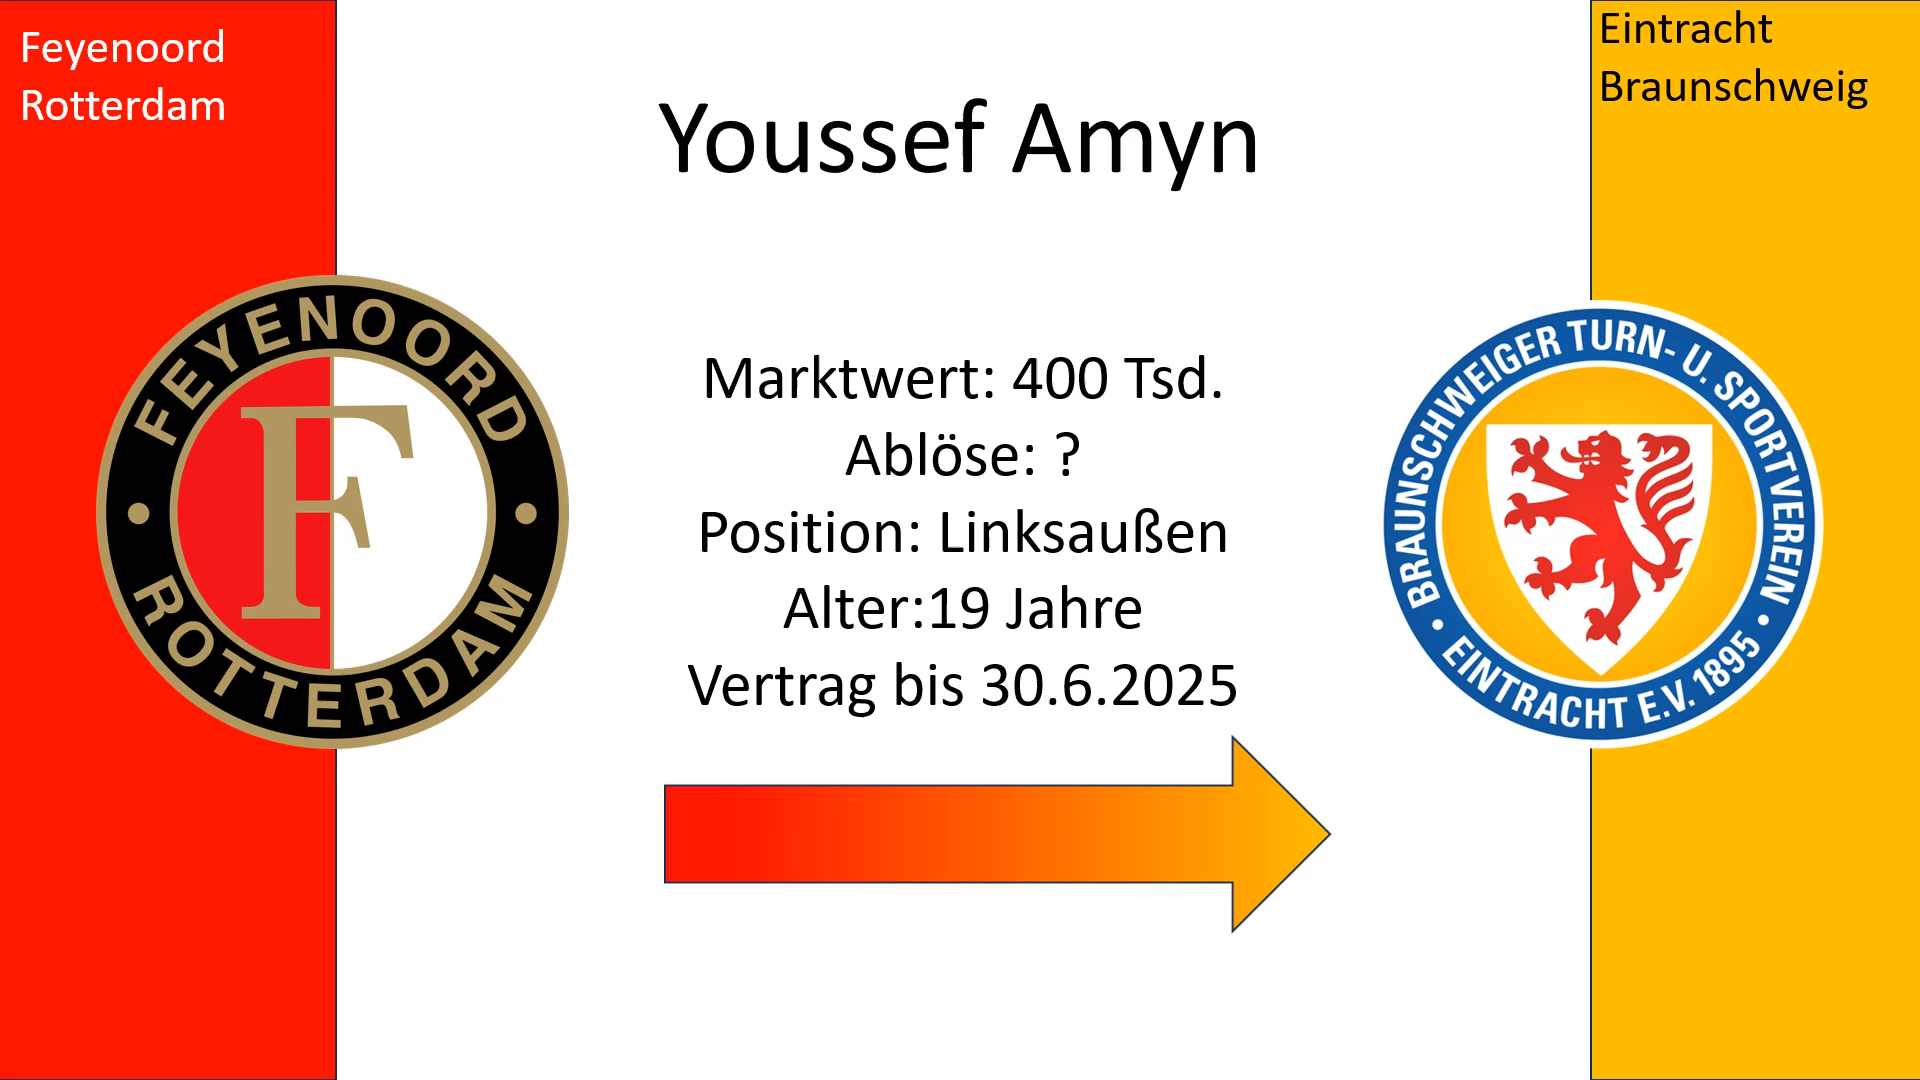 Feyenoord
Rotterdam
Eintracht
Braunschweig
Youssef Amyn
FEYENOORD
ROTTERDAM
Marktwert: 400 Tsd.
Ablöse: ?
Position: Linksaußen
Alter:19 Jahre
Vertrag bis 30.6.2025
F
BRAUNSCHWEIGER TURN- U. SPORTVEREIN
• EINTRACHT E.V. 1895 •